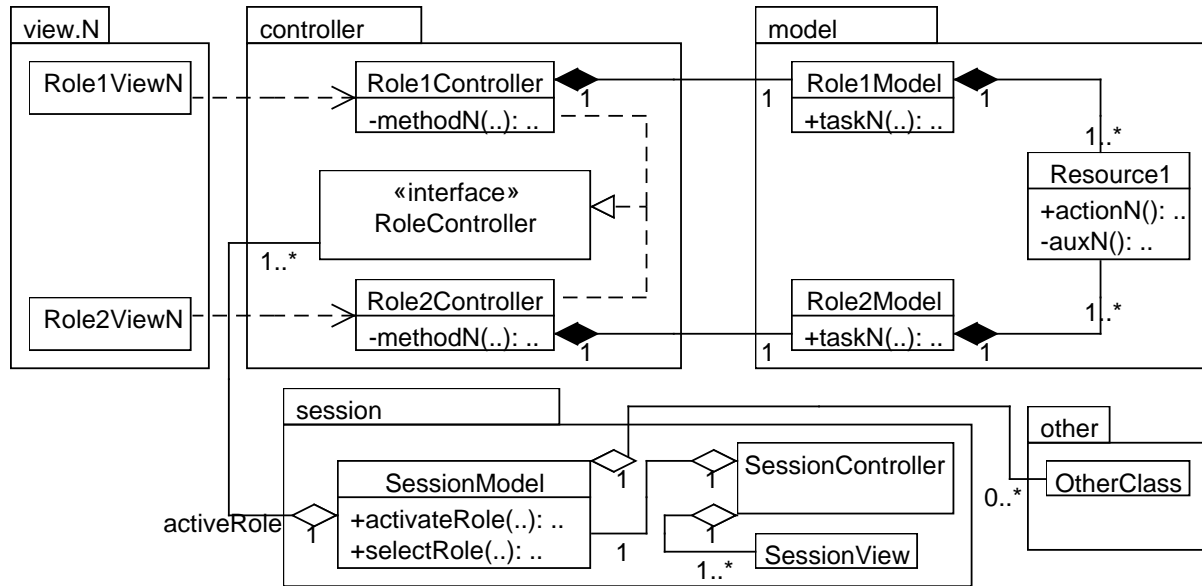 view.N
controller
model
Role1ViewN
Role1Controller
-methodN(..): ..
1
1
Role1Model
+taskN(..): ..
1
1..*
«interface»
RoleController
1..*
Resource1
+actionN(): ..
-auxN(): ..
1..*
Role2ViewN
Role2Controller
-methodN(..): ..
1
1
Role2Model
+taskN(..): ..
1
session
other
SessionModel
+activateRole(..): ..
+selectRole(..): ..
activeRole
1
1
1
SessionController
1
1
1..*
SessionView
0..*
OtherClass